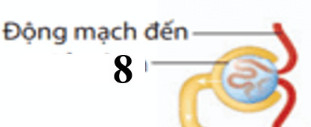 Động mạch đến
8